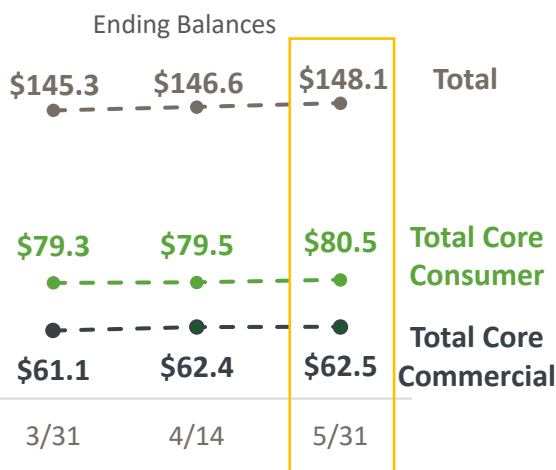 Ending Balances
$145.3 $146.6 $148.1 Total
$79.3 $79.5 $80.5 Total Core
Consumer
Total Core
$61.1 $62.4 $62.5 Commercial
3/31 4/14 5/31